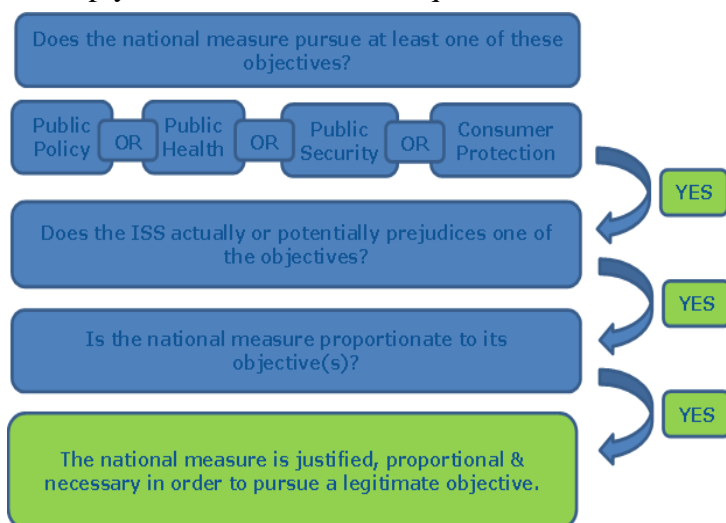 Does the national measure pursue at least one of these
objectives?
Public
Policy
OR
Public
Health
OR
Public
Security
OR
Consumer
Protection
YES
Does the ISS actually or potentially prejudices one of
the objectives?
YES
Is the national measure proportionate to its
objective(s)?
YES
The national measure is justified, proportional &
necessary in order to pursue a legitimate objective.